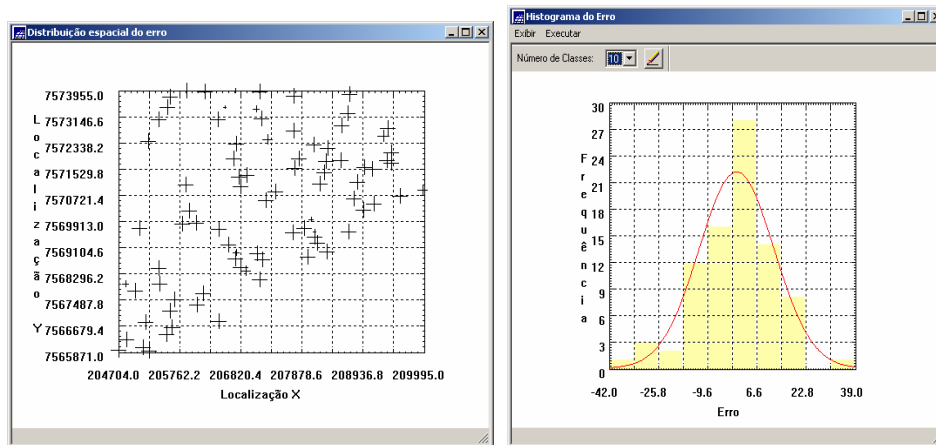 Distribuição espacial do erro
7573955.0
7573146.6
7572338.2
7571529.8
7570721.4
7569913.0
7569104.6
7568296.2
7567487.8
7566679.4
7565871.0
Localização Y
204704.0 205762.2 206820.4 207878.6 208936.8 209995.0
Localização X
Histograma do Erro
Exibir Executar
Número de Classes: 10
30
27
24
21
18
15
12
9
6
3
0
Frequência
-42.0 -25.8 -9.6 6.6 22.8 39.0
Erro